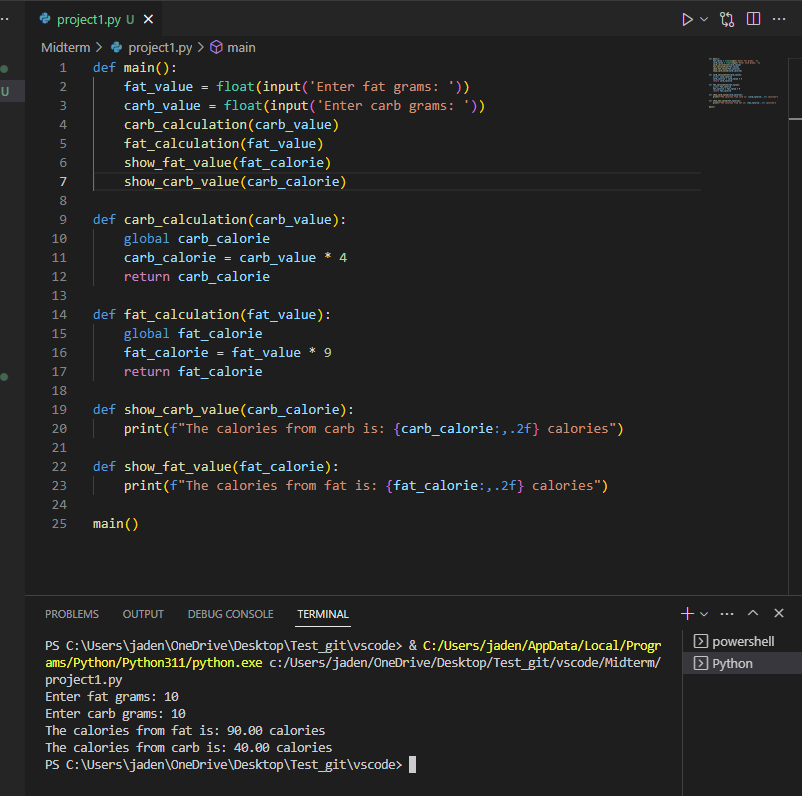 project1.py U
Midterm > project1.py > main
1 def main():
2     fat_value = float(input('Enter fat grams: '))
3     carb_value = float(input('Enter carb grams: '))
4     carb_calculation(carb_value)
5     fat_calculation(fat_value)
6     show_fat_value(fat_calorie)
7     show_carb_value(carb_calorie)
8
9 def carb_calculation(carb_value):
10     global carb_calorie
11     carb_calorie = carb_value * 4
12     return carb_calorie
13
14 def fat_calculation(fat_value):
15     global fat_calorie
16     fat_calorie = fat_value * 9
17     return fat_calorie
18
19 def show_carb_value(carb_calorie):
20     print(f"The calories from carb is: {carb_calorie:,.2f} calories")
21
22 def show_fat_value(fat_calorie):
23     print(f"The calories from fat is: {fat_calorie:,.2f} calories")
24
25 main()
U
PROBLEMS OUTPUT DEBUG CONSOLE TERMINAL
PS C:\Users\jaden\OneDrive\Desktop\Test_git\vscode> & C:/Users/jaden/AppData/Local/Progr
ams/Python/Python311/python.exe c:/Users/jaden/OneDrive/Desktop/Test_git/vscode/Midterm/
project1.py
Enter fat grams: 10
Enter carb grams: 10
The calories from fat is: 90.00 calories
The calories from carb is: 40.00 calories
PS C:\Users\jaden\OneDrive\Desktop\Test_git\vscode>
powershell
Python